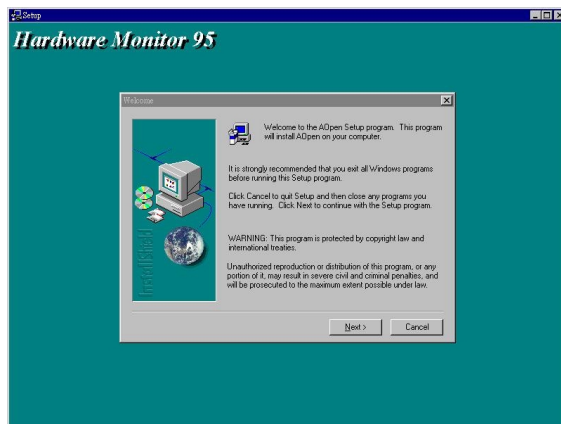 Setup
Hardware Monitor 95
Welcome
Welcome to the AOpen Setup program. This program
will install AOpen on your computer.
It is strongly recommended that you exit all Windows programs
before running this Setup program.
Click Cancel to quit Setup and then close any programs you
have running. Click Next to continue with the Setup program.
WARNING: This program is protected by copyright law and
international treaties.
Unauthorized reproduction or distribution of this program, or any
portion of it, may result in severe civil and criminal penalties, and
will be prosecuted to the maximum extent possible under law.
InstallShield
Next >
Cancel